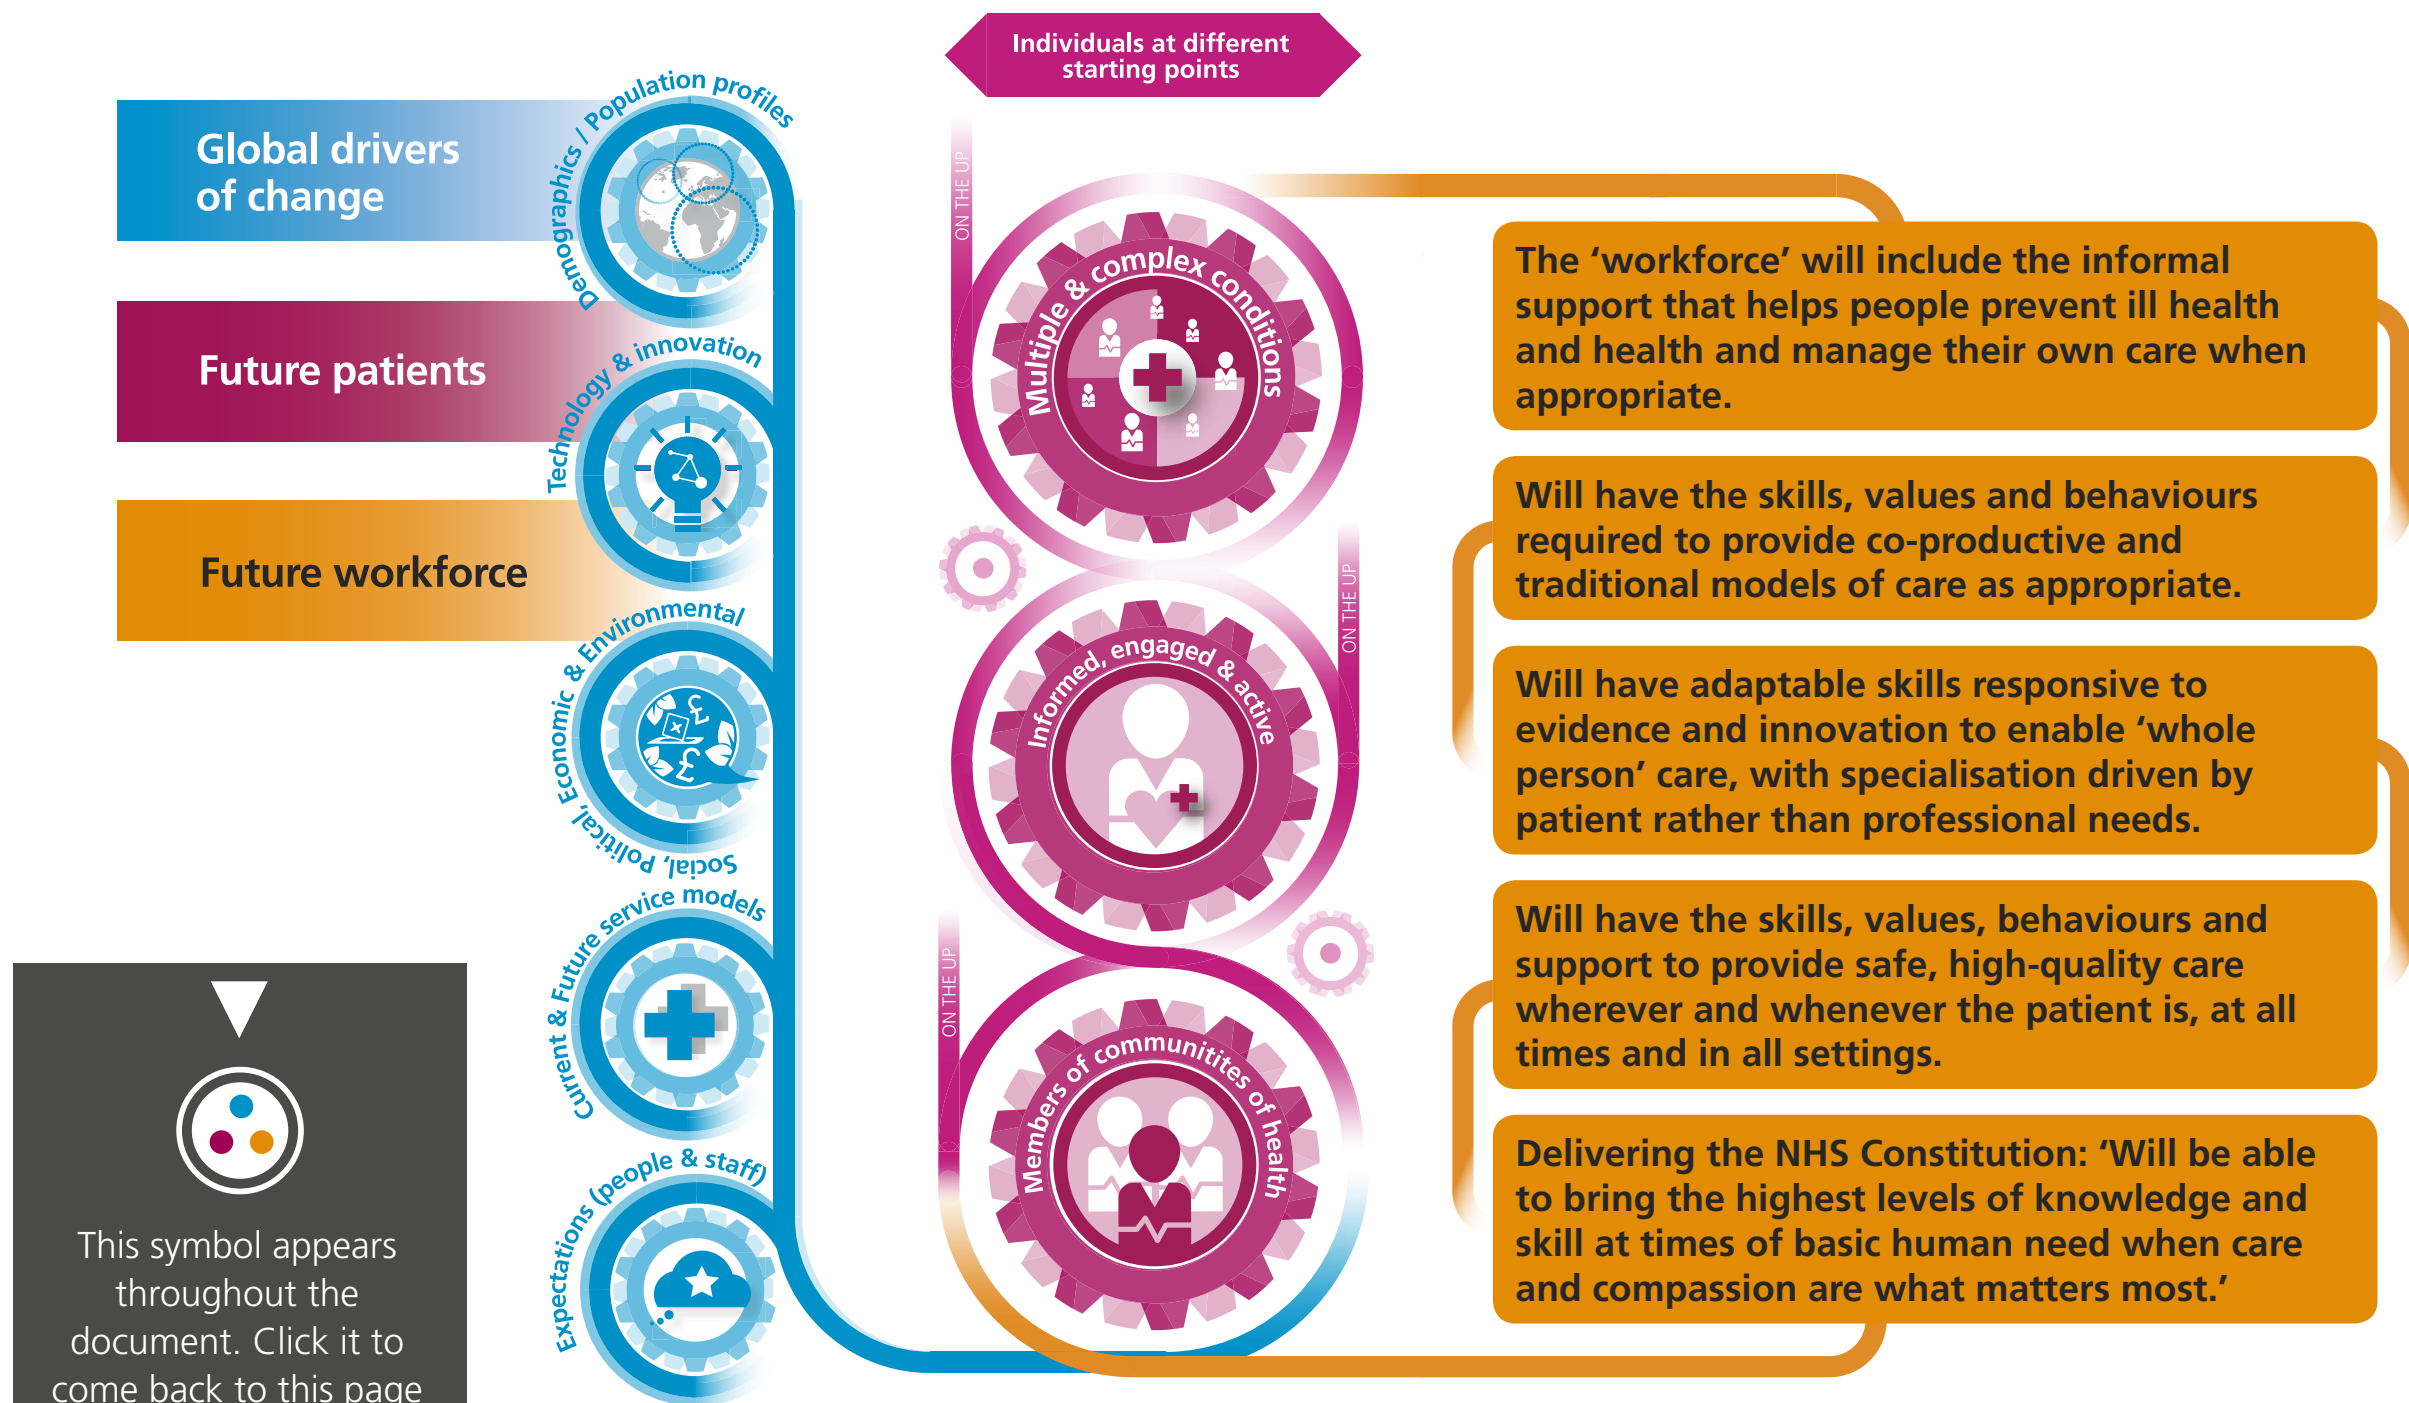 Individuals at different
starting points
Global drivers
of change
Future patients
Future workforce
Demographics / Population profiles
Technology & innovation
Social, Political, Economic & Environmental
Current & Future service models
Expectations (people & staff)
ON THE UP
Multiple & complex conditions
ON THE UP
Informed, engaged & active
ON THE UP
Members of communitites of health
The ‘workforce’ will include the informal
support that helps people prevent ill health
and health and manage their own care when
appropriate.
Will have the skills, values and behaviours
required to provide co-productive and
traditional models of care as appropriate.
Will have adaptable skills responsive to
evidence and innovation to enable ‘whole
person’ care, with specialisation driven by
patient rather than professional needs.
Will have the skills, values, behaviours and
support to provide safe, high-quality care
wherever and whenever the patient is, at all
times and in all settings.
Delivering the NHS Constitution: ‘Will be able
to bring the highest levels of knowledge and
skill at times of basic human need when care
and compassion are what matters most.’
This symbol appears
throughout the
document. Click it to
come back to this page